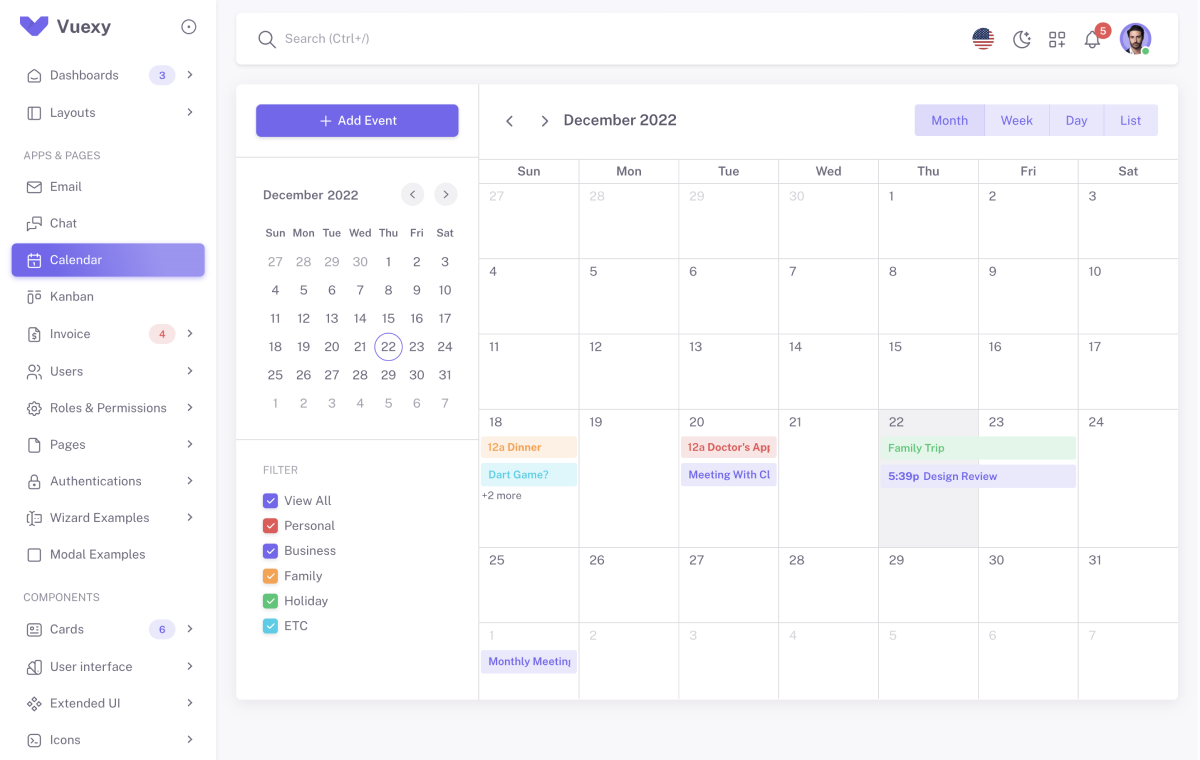 Vuexy
Dashboards 3
Layouts
APPS & PAGES
Email
Chat
Calendar
Kanban
Invoice 4
Users
Roles & Permissions
Pages
Authentications
Wizard Examples
Modal Examples
COMPONENTS
Cards 6
User interface
Extended UI
Icons
Search (Ctrl+/)
5
+ Add Event
December 2022
Sun Mon Tue Wed Thu Fri Sat
27 28 29 30 1 2 3
4 5 6 7 8 9 10
11 12 13 14 15 16 17
18 19 20 21 22 23 24
25 26 27 28 29 30 31
1 2 3 4 5 6 7
FILTER
View All
Personal
Business
Family
Holiday
ETC
December 2022
Month Week Day List
Sun Mon Tue Wed Thu Fri Sat
27 28 29 30 1 2 3
4 5 6 7 8 9 10
11 12 13 14 15 16 17
18 19 20 21 22 23 24
12a Dinner 12a Doctor's App Family Trip
Dart Game? Meeting With Cl 5:39p Design Review
+2 more
25 26 27 28 29 30 31
1 2 3 4 5 6 7
Monthly Meeting